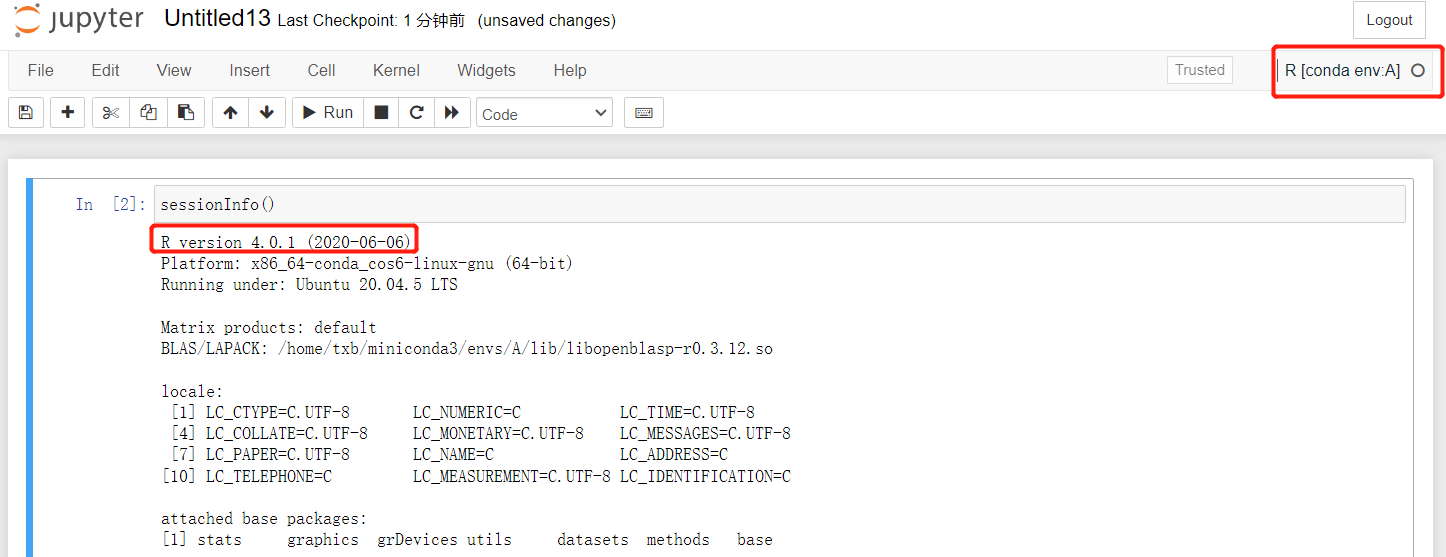 jupyter Untitled13 Last Checkpoint: 1 分钟前 (unsaved changes) Logout
File Edit View Insert Cell Kernel Widgets Help Trusted R [conda env:A]
Run Code
In [2]: sessionInfo()
R version 4.0.1 (2020-06-06)
Platform: x86_64-conda_cos6-linux-gnu (64-bit)
Running under: Ubuntu 20.04.5 LTS
Matrix products: default
BLAS/LAPACK: /home/txb/miniconda3/envs/A/lib/libopenblasp-r0.3.12.so
locale:
[1] LC_CTYPE=C.UTF-8 LC_NUMERIC=C LC_TIME=C.UTF-8
[4] LC_COLLATE=C.UTF-8 LC_MONETARY=C.UTF-8 LC_MESSAGES=C.UTF-8
[7] LC_PAPER=C.UTF-8 LC_NAME=C LC_ADDRESS=C
[10] LC_TELEPHONE=C LC_MEASUREMENT=C.UTF-8 LC_IDENTIFICATION=C
attached base packages:
[1] stats graphics grDevices utils datasets methods base